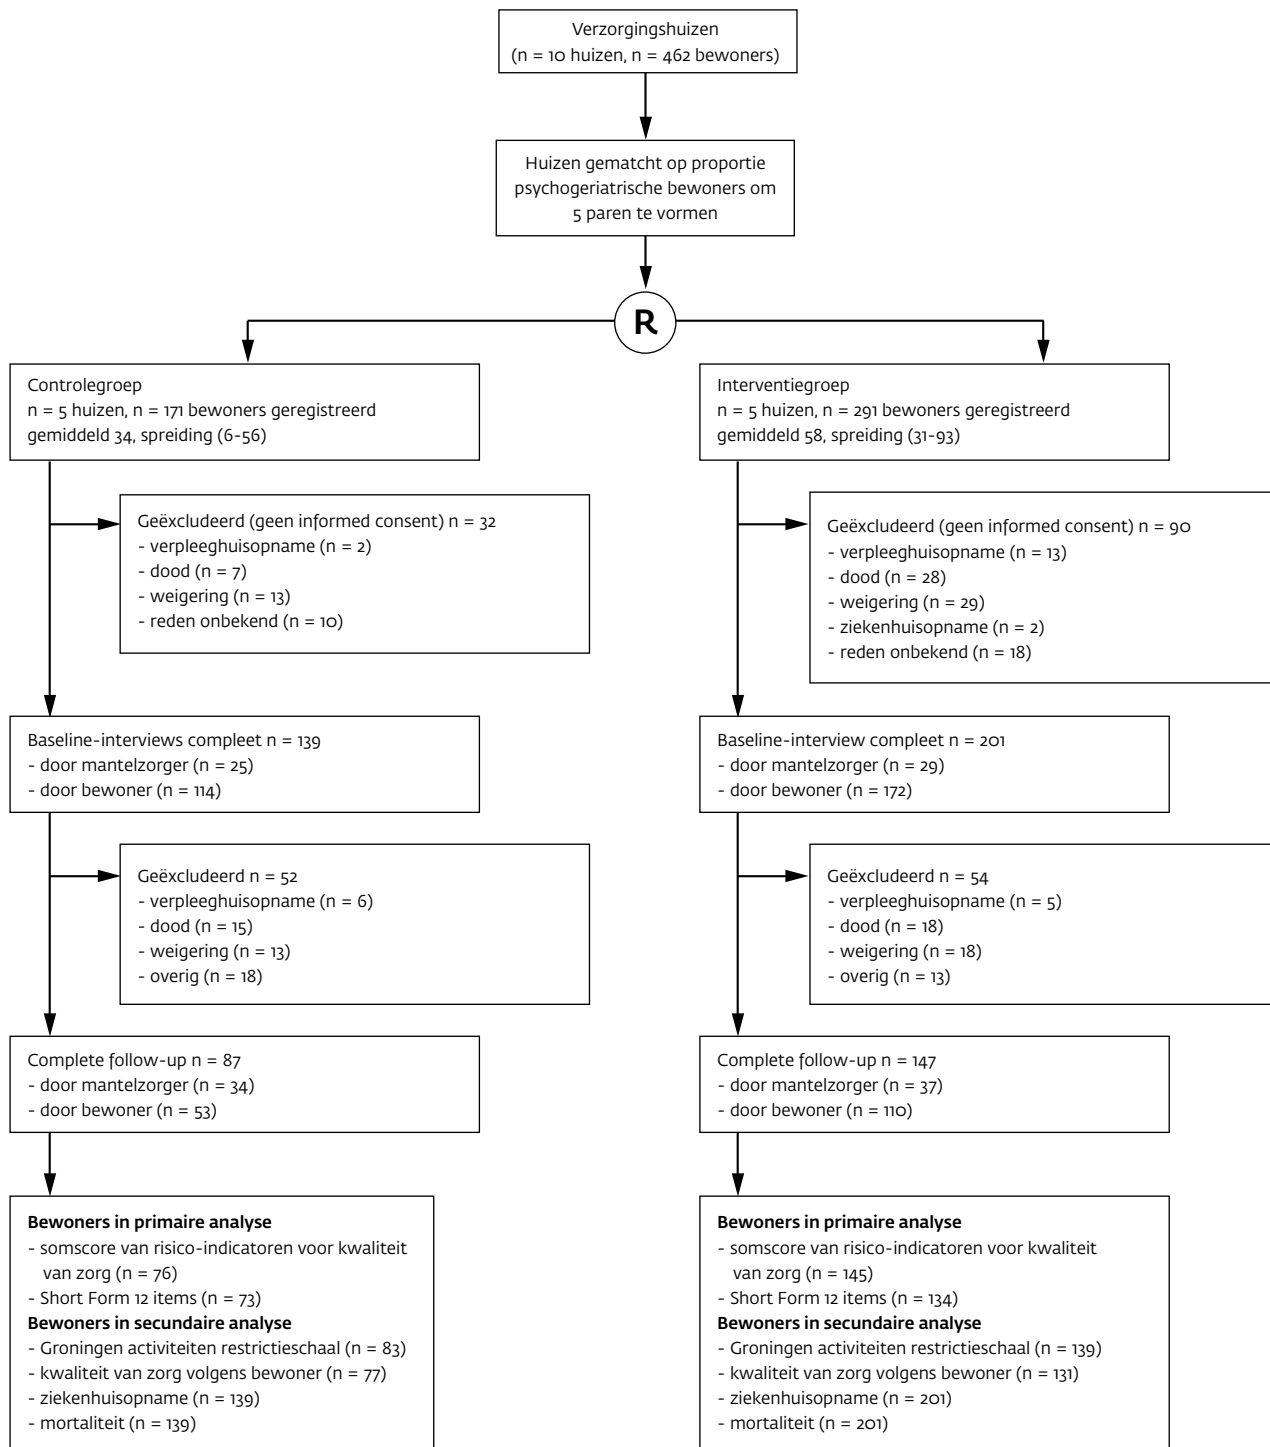 Verzorgingshuizen
(n = 10 huizen, n = 462 bewoners)
Huizen gematcht op proportie
psychogeriatrische bewoners om
5 paren te vormen
R
Controlegroep
n = 5 huizen, n = 171 bewoners geregistreerd
gemiddeld 34, spreiding (6-56)
Interventiegroep
n = 5 huizen, n = 291 bewoners geregistreerd
gemiddeld 58, spreiding (31-93)
Geëxcludeerd (geen informed consent) n = 32
- verpleeghuisopname (n = 2)
- dood (n = 7)
- weigering (n = 13)
- reden onbekend (n = 10)
Geëxcludeerd (geen informed consent) n = 90
- verpleeghuisopname (n = 13)
- dood (n = 28)
- weigering (n = 29)
- ziekenhuisopname (n = 2)
- reden onbekend (n = 18)
Baseline-interviews compleet n = 139
- door mantelzorger (n = 25)
- door bewoner (n = 114)
Baseline-interview compleet n = 201
- door mantelzorger (n = 29)
- door bewoner (n = 172)
Geëxcludeerd n = 52
- verpleeghuisopname (n = 6)
- dood (n = 15)
- weigering (n = 13)
- overig (n = 18)
Geëxcludeerd n = 54
- verpleeghuisopname (n = 5)
- dood (n = 18)
- weigering (n = 18)
- overig (n = 13)
Complete follow-up n = 87
- door mantelzorger (n = 34)
- door bewoner (n = 53)
Complete follow-up n = 147
- door mantelzorger (n = 37)
- door bewoner (n = 110)
Bewoners in primaire analyse
- somscore van risico-indicatoren voor kwaliteit
van zorg (n = 76)
- Short Form 12 items (n = 73)
Bewoners in secundaire analyse
- Groningen activiteiten restrictieschaal (n = 83)
- kwaliteit van zorg volgens bewoner (n = 77)
- ziekenhuisopname (n = 139)
- mortaliteit (n = 139)
Bewoners in primaire analyse
- somscore van risico-indicatoren voor kwaliteit
van zorg (n = 145)
- Short Form 12 items (n = 134)
Bewoners in secundaire analyse
- Groningen activiteiten restrictieschaal (n = 139)
- kwaliteit van zorg volgens bewoner (n = 131)
- ziekenhuisopname (n = 201)
- mortaliteit (n = 201)